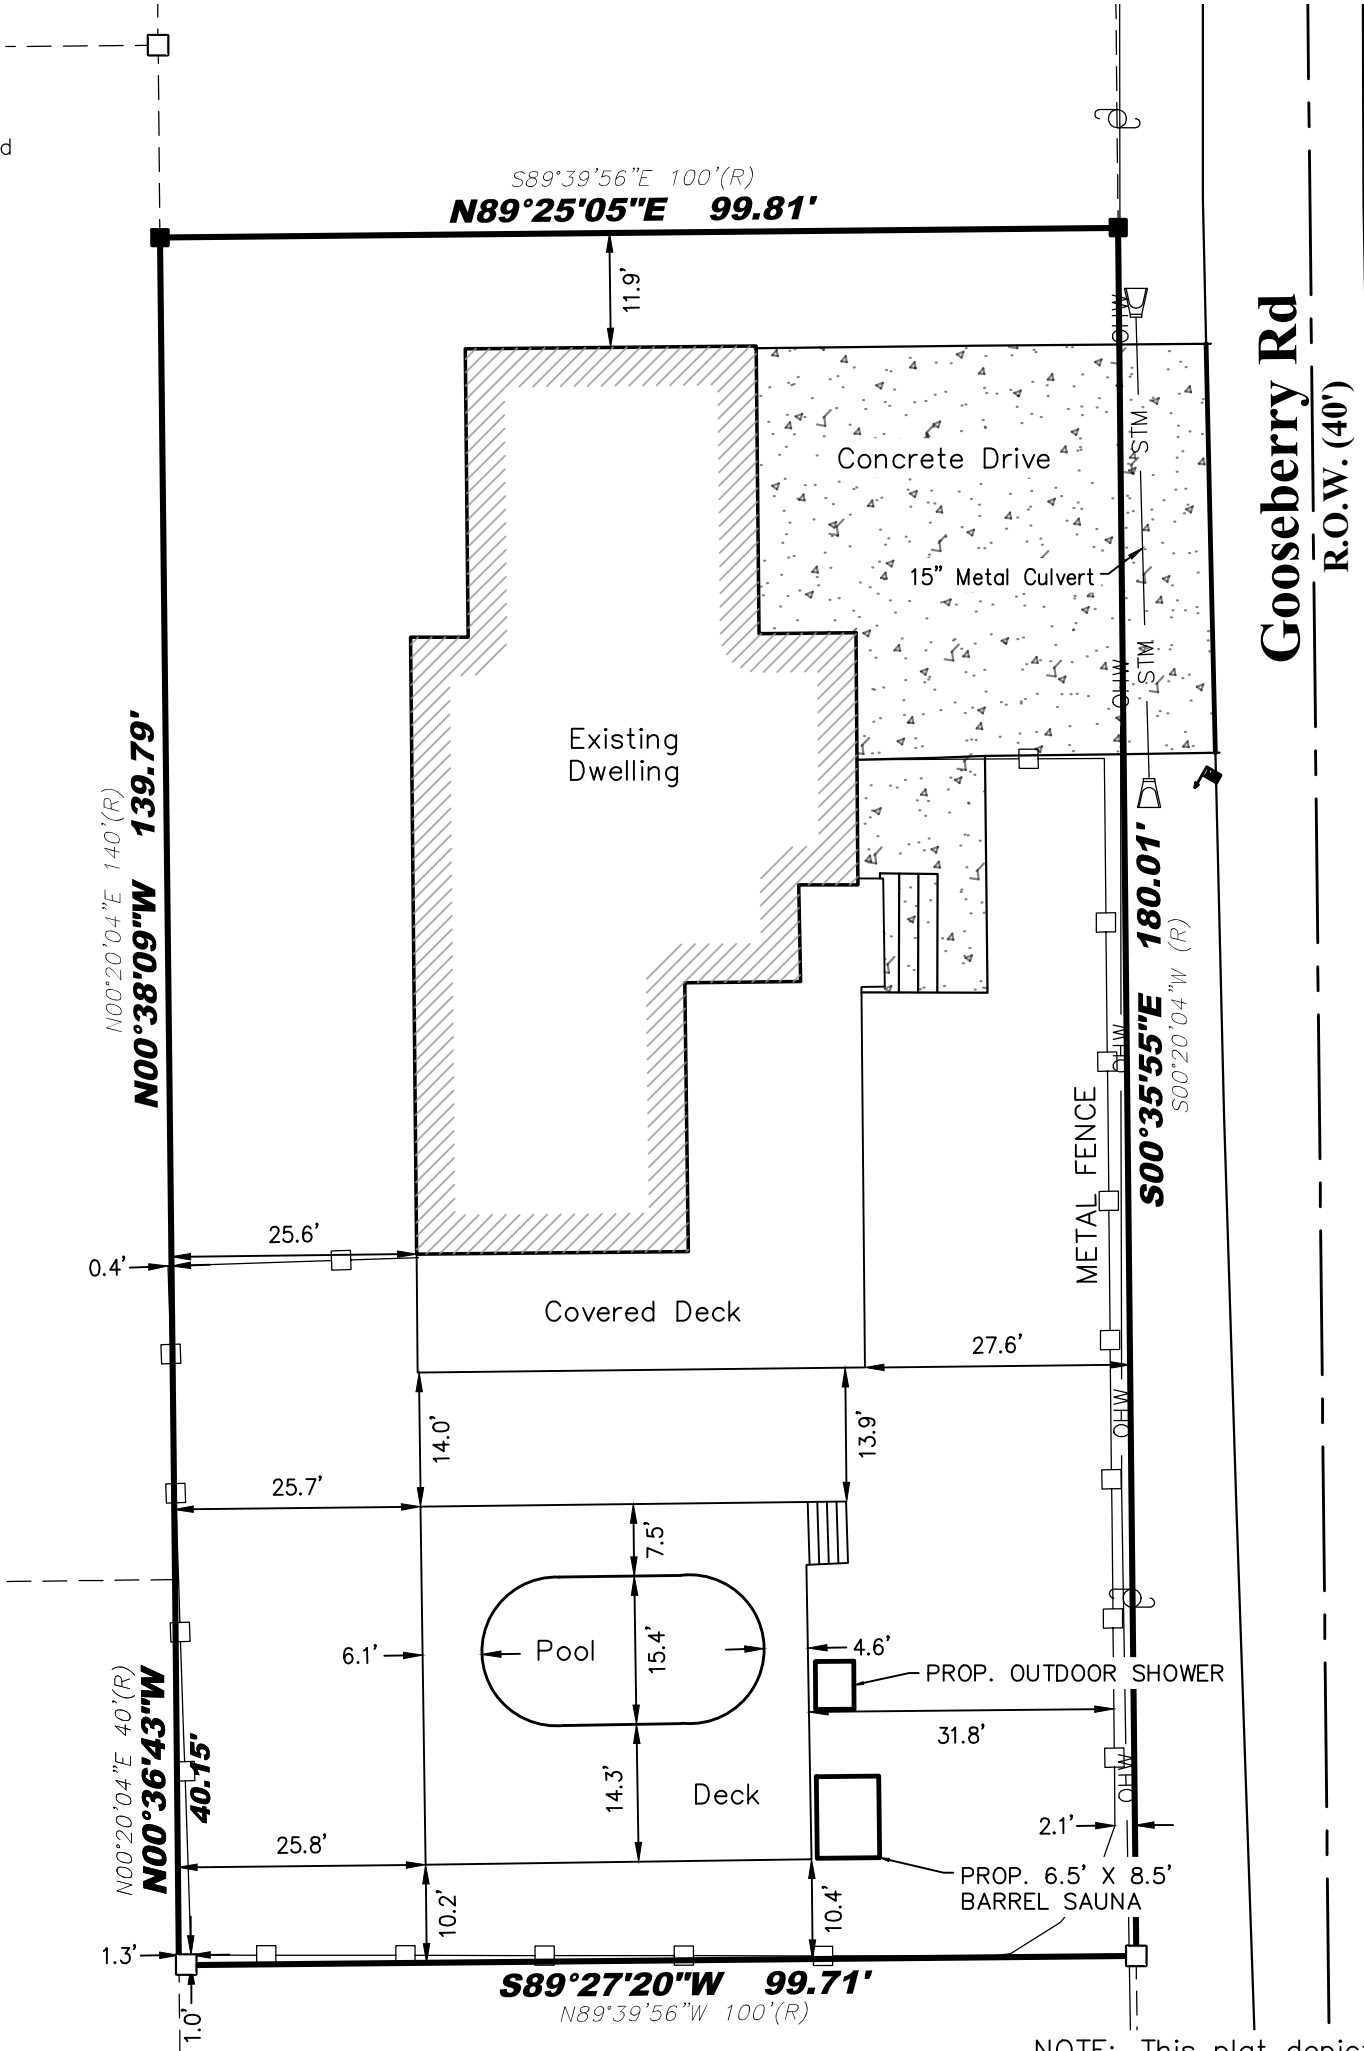 d
S89°39'56"E 100'(R)
N89°25'05"E 99.81'
11.9'
OHW
Concrete Drive
STM
15" Metal Culvert
STM
OHW
Gooseberry Rd
R.O.W. (40')
Existing
Dwelling
N00°20'04"E 140'(R)
N00°38'09"W 139.79'
S00°35'55"E 180.01'
S00°20'04"W (R)
OHW
METAL FENCE
25.6'
0.4'
Covered Deck
27.6'
14.0'
13.9'
OHW
25.7'
7.5'
6.1'
Pool
15.4'
4.6'
PROP. OUTDOOR SHOWER
31.8'
N00°20'04"E 40'(R)
N00°36'43"W
40.15'
14.3'
Deck
OHW
2.1'
25.8'
PROP. 6.5' X 8.5'
BARREL SAUNA
10.2'
10.4'
1.3'
1.0'
S89°27'20"W 99.71'
N89°39'56"W 100'(R)
NOTE: This plat